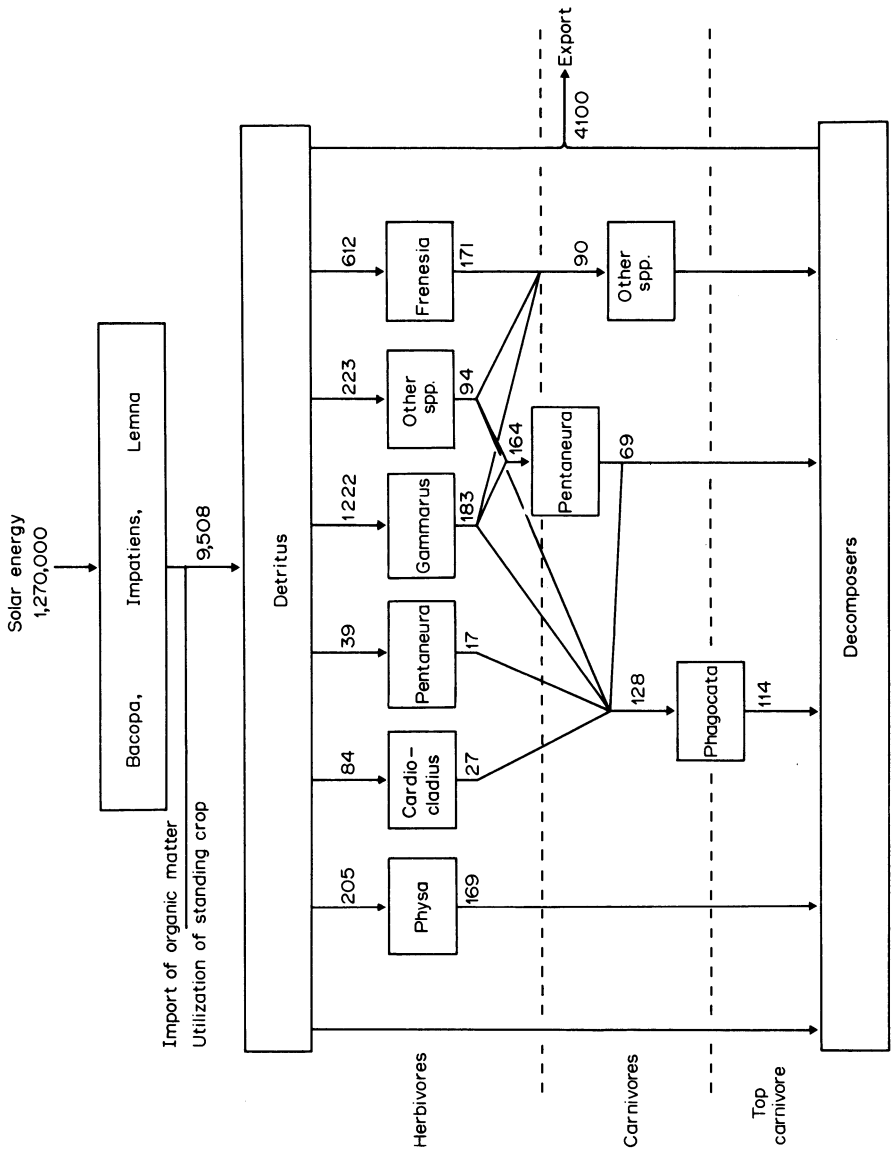 Solar energy
1,270,000
Bacopa, Impatiens, Lemna
Import of organic matter
Utilization of standing crop
9,508
Detritus
205
84
39
1222
223
612
Herbivores
Physa
Cardio-
cladius
Pentaneura
Gammarus
Other
spp.
Frenesia
169
27
17
183
94
171
164
Export
4100
Carnivores
Pentaneura
90
Other
spp.
69
128
Top
carnivore
Phagocata
114
Decomposers